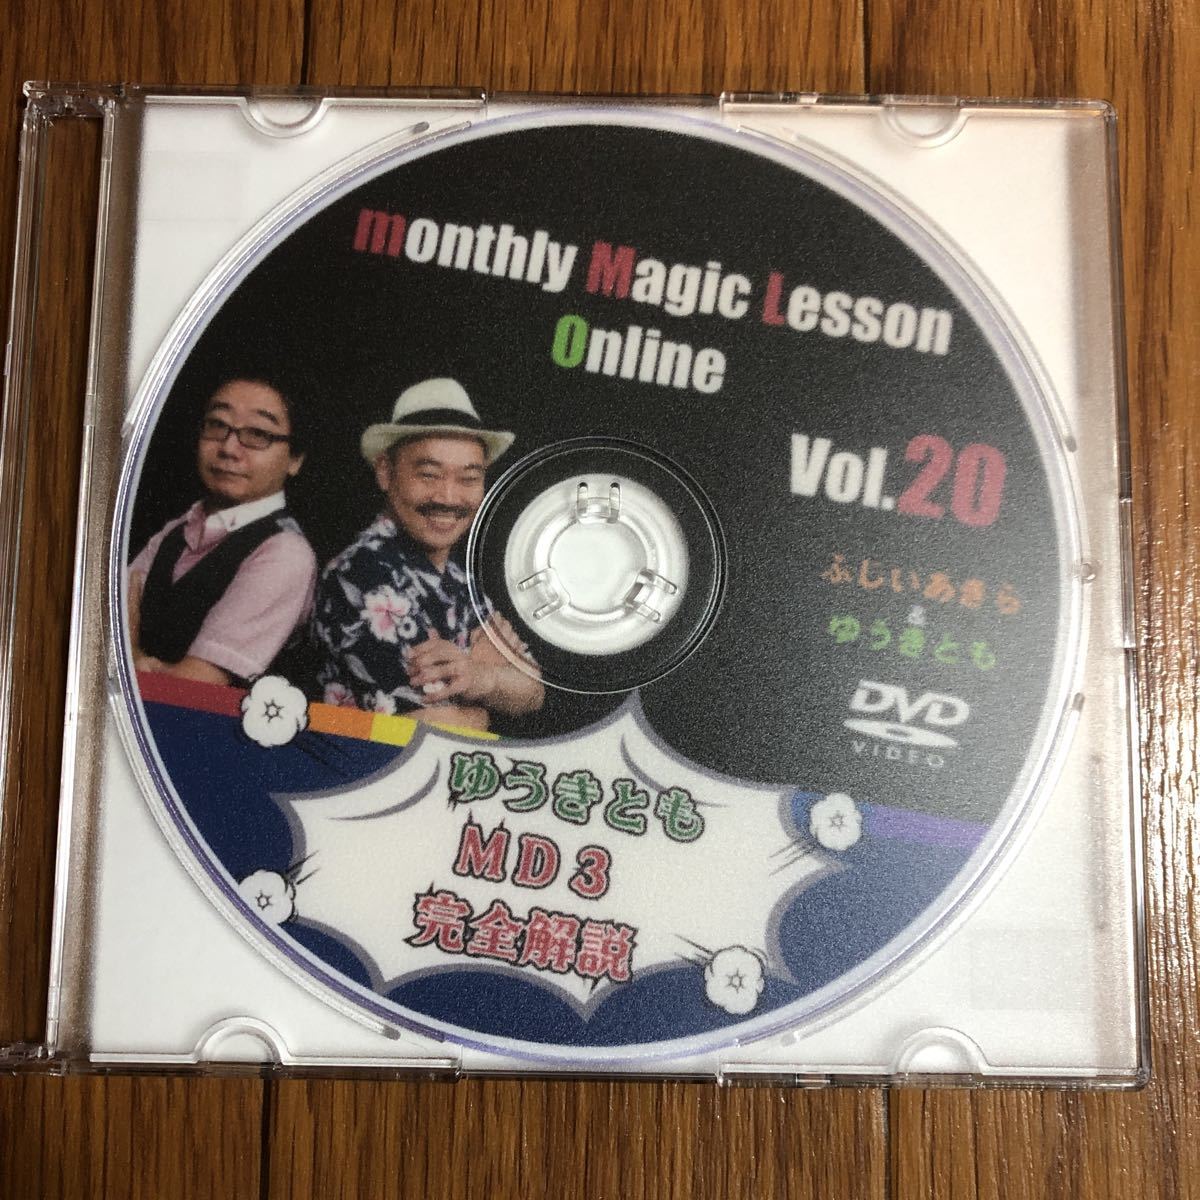 monthly Magic Lesson
Online
Vol.20
ふじいあきら
&
ゆうきとも
DVD
VIDEO
ゆうきとも
MD3
完全解説